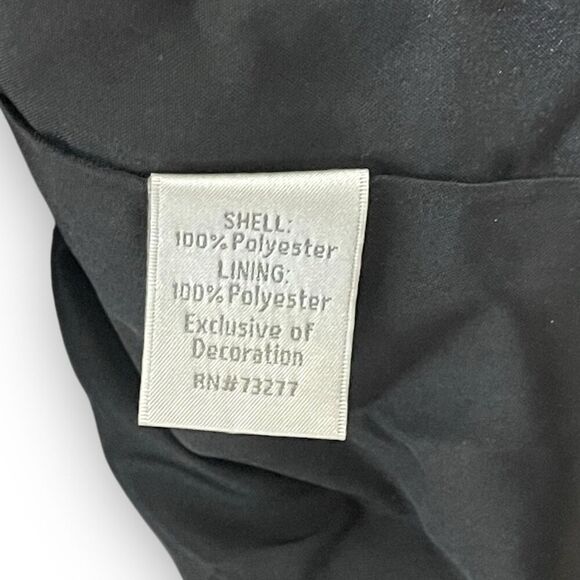 SHELL:
100% Polyester
LINING:
100% Polyester
Exclusive of
Decoration
RN#73277